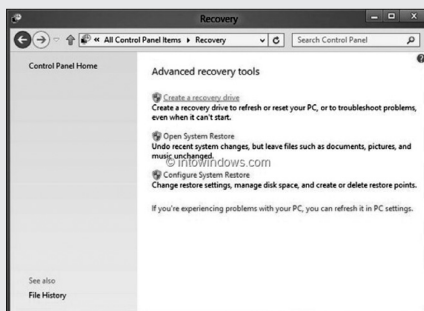 Recovery
« All Control Panel Items ▸ Recovery
Search Control Panel
Control Panel Home
Advanced recovery tools
Create a recovery drive
Create a recovery drive to refresh or reset your PC, or to troubleshoot problems,
even when it can't start.
Open System Restore
Undo recent system changes, but leave files such as documents, pictures, and
music unchanged.
© intowindows.com
Configure System Restore
Change restore settings, manage disk space, and create or delete restore points.
If you're experiencing problems with your PC, you can refresh it in PC settings.
See also
File History